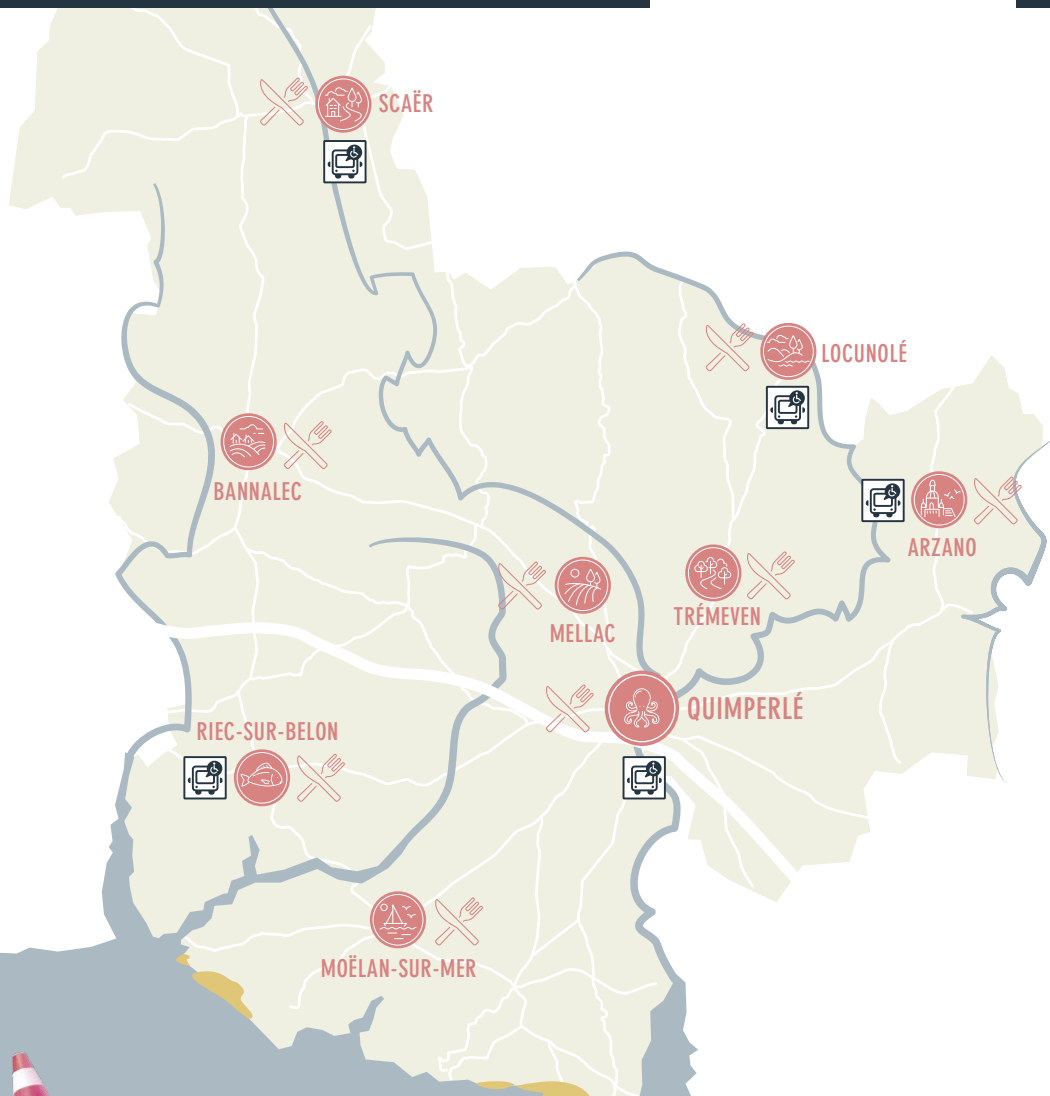 SCAËR
LOCUNOLÉ
BANNALEC
ARZANO
TRÉMEVEN
MELLAC
QUIMPERLÉ
RIEC-SUR-BELON
MOËLAN-SUR-MER